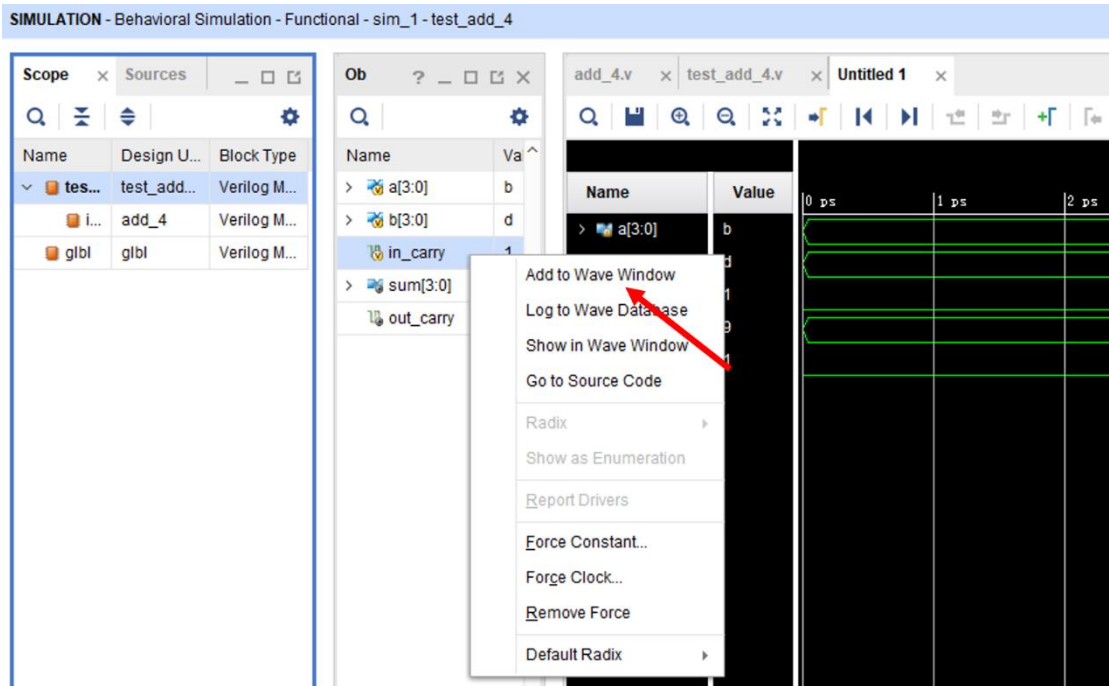 SIMULATION - Behavioral Simulation - Functional - sim_1 - test_add_4
Scope Sources
Name Design U... Block Type
tes... test_add... Verilog M...
i... add_4 Verilog M...
glbl glbl Verilog M...
Ob ?
Name Va
a[3:0] b
b[3:0] d
in_carry 1
sum[3:0]
out_carry
Add to Wave Window
Log to Wave Database
Show in Wave Window
Go to Source Code
Radix
Show as Enumeration
Report Drivers
Force Constant...
Force Clock...
Remove Force
Default Radix
add_4.v test_add_4.v Untitled 1
Name Value
a[3:0] b
d
1
9
1
0 ps 1 ps 2 ps